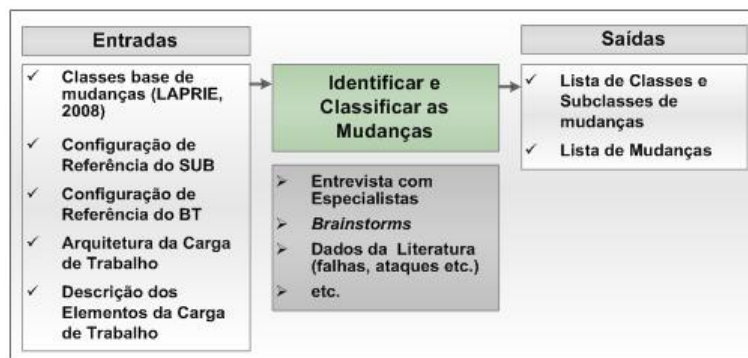 Entradas
Classes base de
mudanças (LAPRIE,
2008)
Configuração de
Referência do SUB
Configuração de
Referência do BT
Arquitetura da Carga
de Trabalho
Descrição dos
Elementos da Carga
de Trabalho
Identificar e
Classificar as
Mudanças
Entrevista com
Especialistas
Brainstorms
Dados da Literatura
(falhas, ataques etc.)
etc.
Saídas
Lista de Classes e
Subclasses de
mudanças
Lista de Mudanças